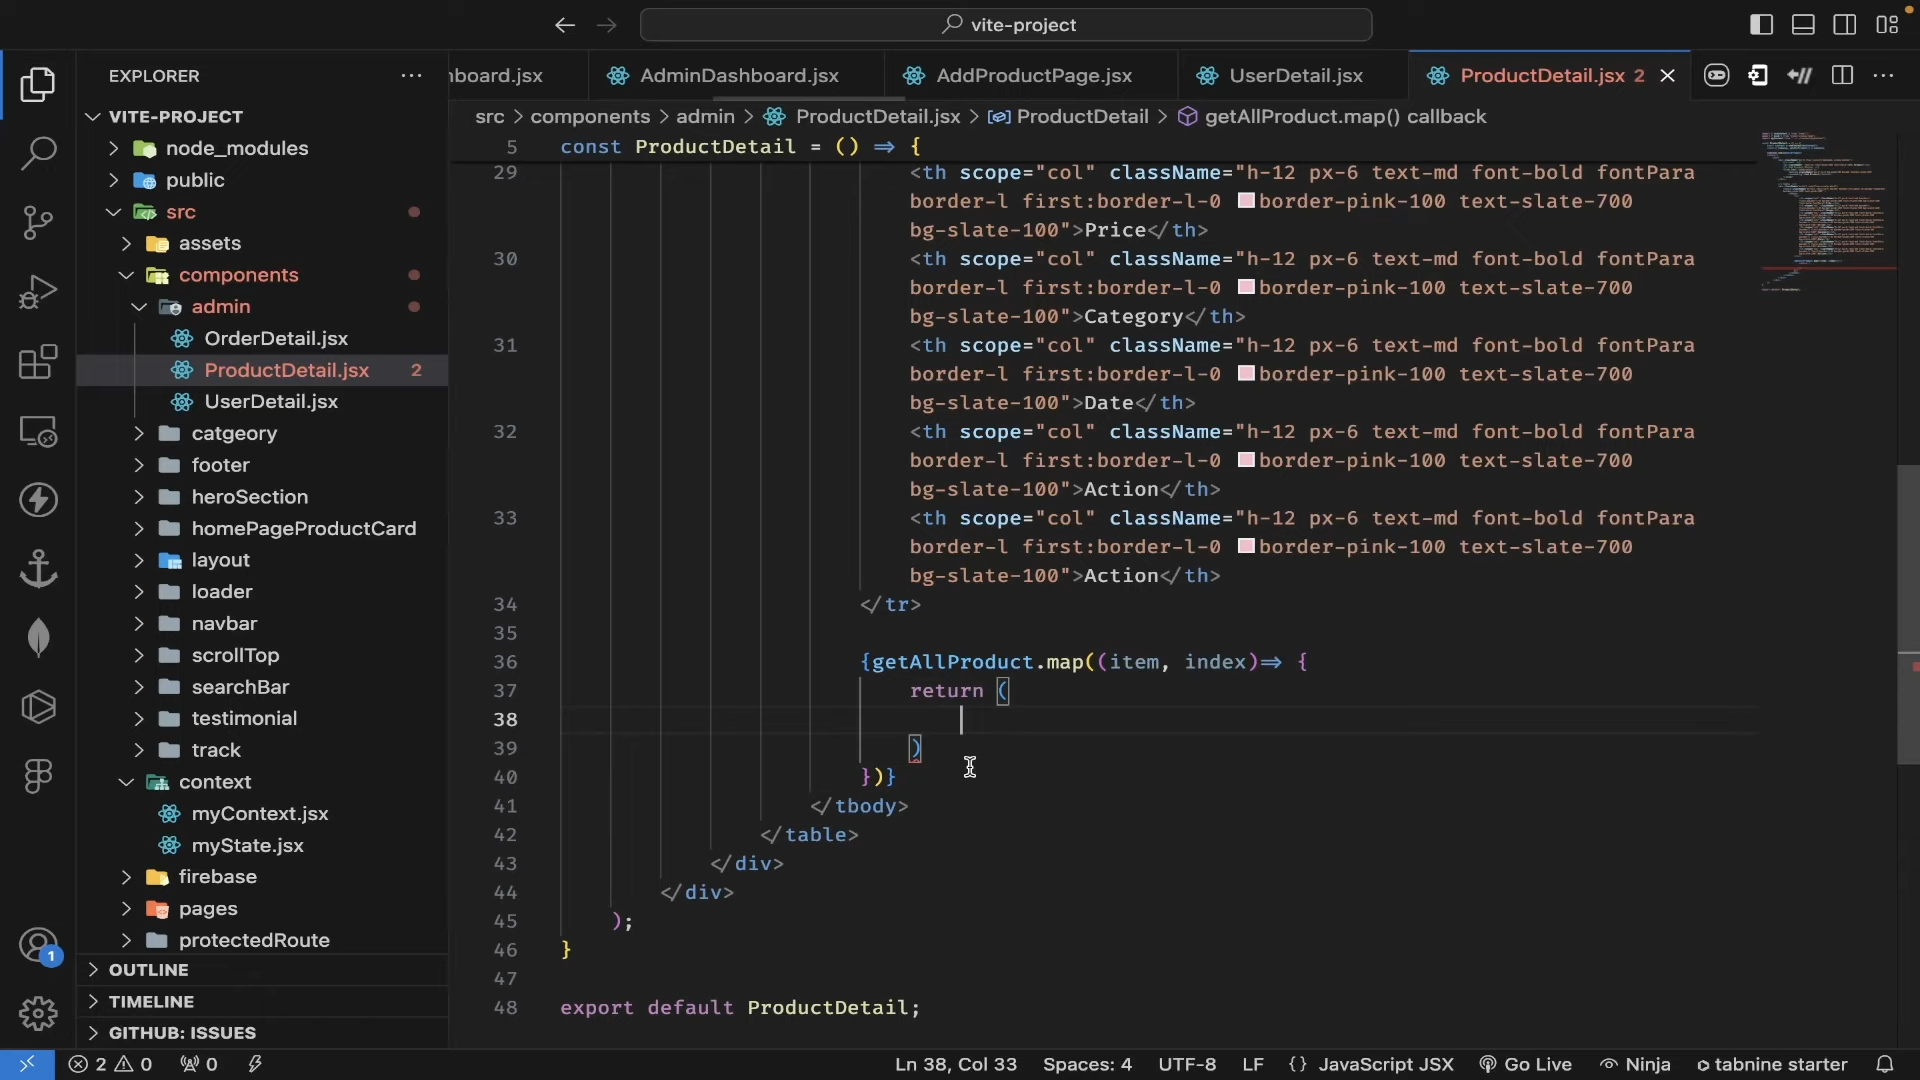 vite-project
EXPLORER
board.jsx
AdminDashboard.jsx
AddProductPage.jsx
UserDetail.jsx
ProductDetail.jsx 2
src > components > admin > ProductDetail.jsx > ProductDetail > getAllProduct.map() callback
VITE-PROJECT
node_modules
public
src
assets
components
admin
OrderDetail.jsx
ProductDetail.jsx 2
UserDetail.jsx
catgeory
footer
heroSection
homePageProductCard
layout
loader
navbar
scrollTop
searchBar
testimonial
track
context
myContext.jsx
myState.jsx
firebase
pages
protectedRoute
OUTLINE
TIMELINE
GITHUB: ISSUES
1
5 const ProductDetail = () => {
29 <th scope="col" className="h-12 px-6 text-md font-bold fontPara
border-l first:border-l-0 border-pink-100 text-slate-700
bg-slate-100">Price</th>
30 <th scope="col" className="h-12 px-6 text-md font-bold fontPara
border-l first:border-l-0 border-pink-100 text-slate-700
bg-slate-100">Category</th>
31 <th scope="col" className="h-12 px-6 text-md font-bold fontPara
border-l first:border-l-0 border-pink-100 text-slate-700
bg-slate-100">Date</th>
32 <th scope="col" className="h-12 px-6 text-md font-bold fontPara
border-l first:border-l-0 border-pink-100 text-slate-700
bg-slate-100">Action</th>
33 <th scope="col" className="h-12 px-6 text-md font-bold fontPara
border-l first:border-l-0 border-pink-100 text-slate-700
bg-slate-100">Action</th>
34 </tr>
35
36 {getAllProduct.map((item, index)=> {
37 return (
38
39 )
40 })}
41 </tbody>
42 </table>
43 </div>
44 </div>
45 );
46 }
47
48 export default ProductDetail;
2 0 0 Ln 38, Col 33 Spaces: 4 UTF-8 LF {} JavaScript JSX Go Live Ninja tabnine starter